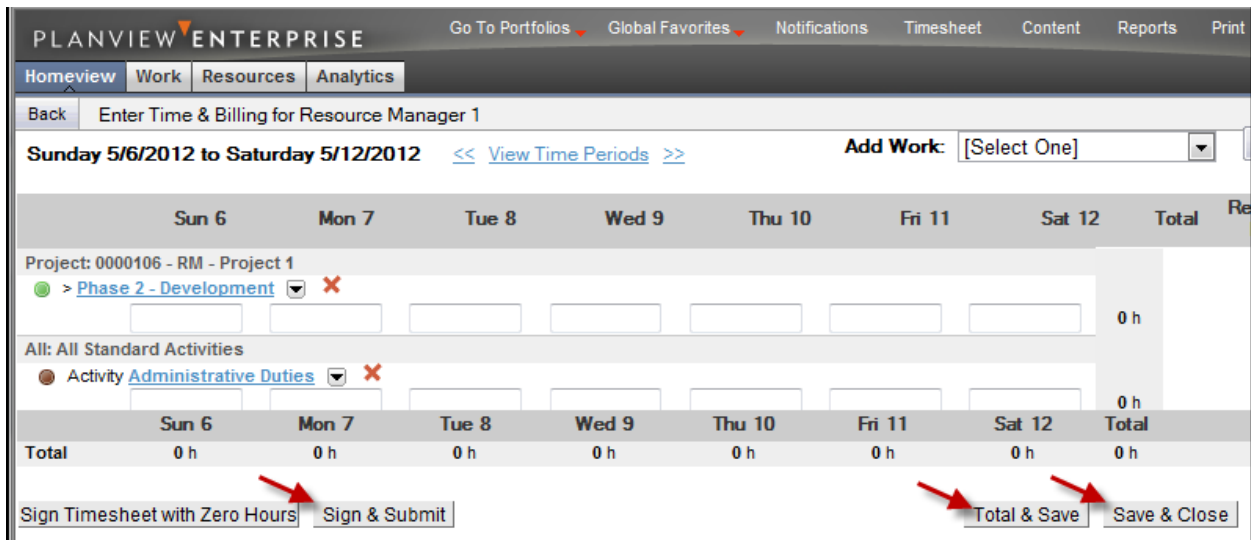 PLANVIEW ENTERPRISE Go To Portfolios Global Favorites Notifications Timesheet Content Reports Print
Homeview Work Resources Analytics
Back Enter Time & Billing for Resource Manager 1
Sunday 5/6/2012 to Saturday 5/12/2012 << View Time Periods >> Add Work: [Select One]
Sun 6 Mon 7 Tue 8 Wed 9 Thu 10 Fri 11 Sat 12 Total Re
Project: 0000106 - RM - Project 1
> Phase 2 - Development
0 h
All: All Standard Activities
Activity Administrative Duties
0 h
Sun 6 Mon 7 Tue 8 Wed 9 Thu 10 Fri 11 Sat 12 Total
Total 0 h 0 h 0 h 0 h 0 h 0 h 0 h 0 h
Sign Timesheet with Zero Hours Sign & Submit Total & Save Save & Close